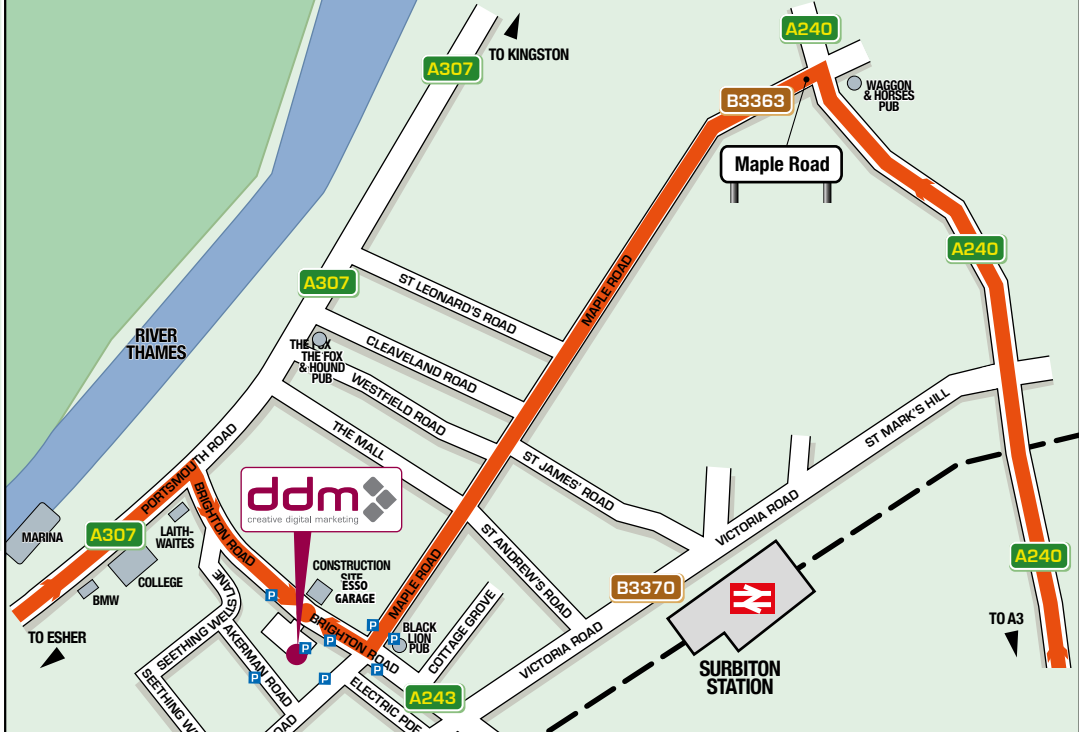 A240
TO KINGSTON
A307
WAGGON
& HORSES
PUB
B3363
Maple Road
A240
A307
ST LEONARD'S ROAD
MAPLE ROAD
RIVER
THAMES
THE FOX
THE FOX
& HOUND
PUB
CLEAVELAND ROAD
WESTFIELD ROAD
ST MARK'S HILL
THE MALL
PORTSMOUTH ROAD
ST JAMES' ROAD
ddm
creative digital marketing
BRIGHTON ROAD
VICTORIA ROAD
MARINA
A307
LAITH-
WAITES
ST ANDREW'S ROAD
A240
COLLEGE
CONSTRUCTION
SITE
ESSO
GARAGE
MAPLE ROAD
B3370
BMW
P
TO ESHER
SEETHING WELLS LANE
AKERMAN ROAD
BRIGHTON ROAD
P
P
BLACK
LION
PUB
COTTAGE GROVE
VICTORIA ROAD
TO A3
P
P
P
P
P
SURBITON
STATION
ELECTRIC PDE
A243
SEETHING
ROAD